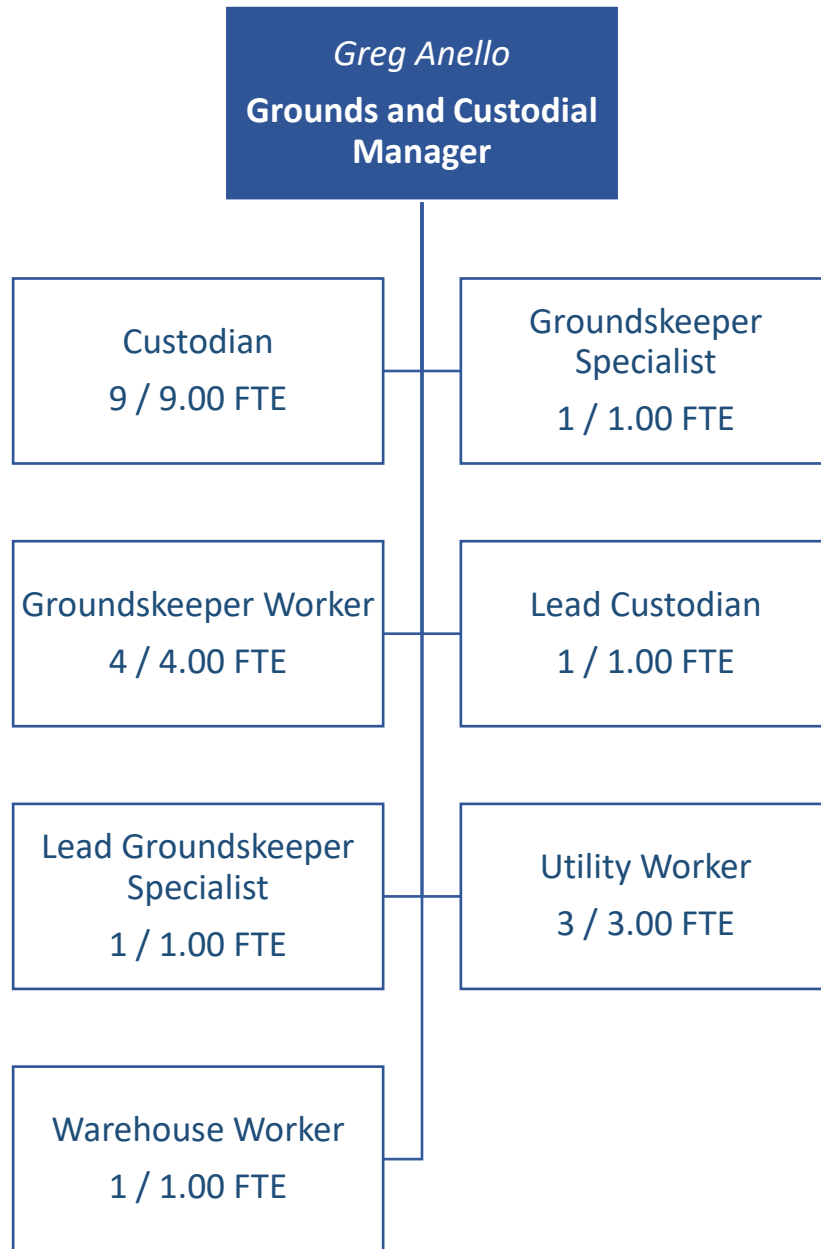 Greg Anello
Grounds and Custodial
Manager
Custodian
9 / 9.00 FTE
Groundskeeper
Specialist
1 / 1.00 FTE
Groundskeeper Worker
4 / 4.00 FTE
Lead Custodian
1 / 1.00 FTE
Lead Groundskeeper
Specialist
1 / 1.00 FTE
Utility Worker
3 / 3.00 FTE
Warehouse Worker
1 / 1.00 FTE